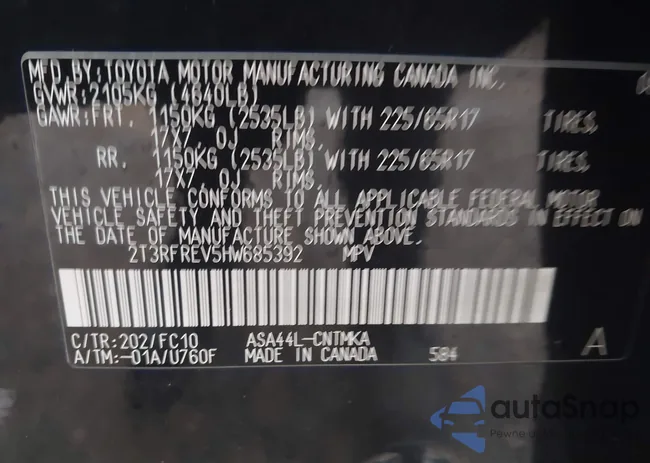 MFD.BY:TOYOTA MOTOR MANUFACTURING CANADA INC.
GVWR:2105KG (4640LB)
GAWR:FRT. 1150KG (2535LB) WITH 225/65R17 TIRES,
17X7.0J RIMS,
RR. 1150KG (2535LB) WITH 225/65R17 TIRES,
17X7.0J RIMS.
THIS VEHICLE CONFORMS TO ALL APPLICABLE FEDERAL MOTOR
VEHICLE SAFETY AND THEFT PREVENTION STANDARDS IN EFFECT ON
THE DATE OF MANUFACTURE SHOWN ABOVE.
2T3RFREV5HW685392 MPV
C/TR:202/FC10 ASA44L-CNTMKA
A/TM:-01A/U760F MADE IN CANADA 584 A
autoSnap